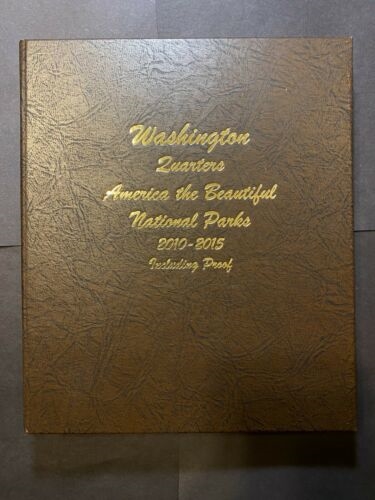 Washington
Quarters
America the Beautiful
National Parks
2010-2015
Including Proof